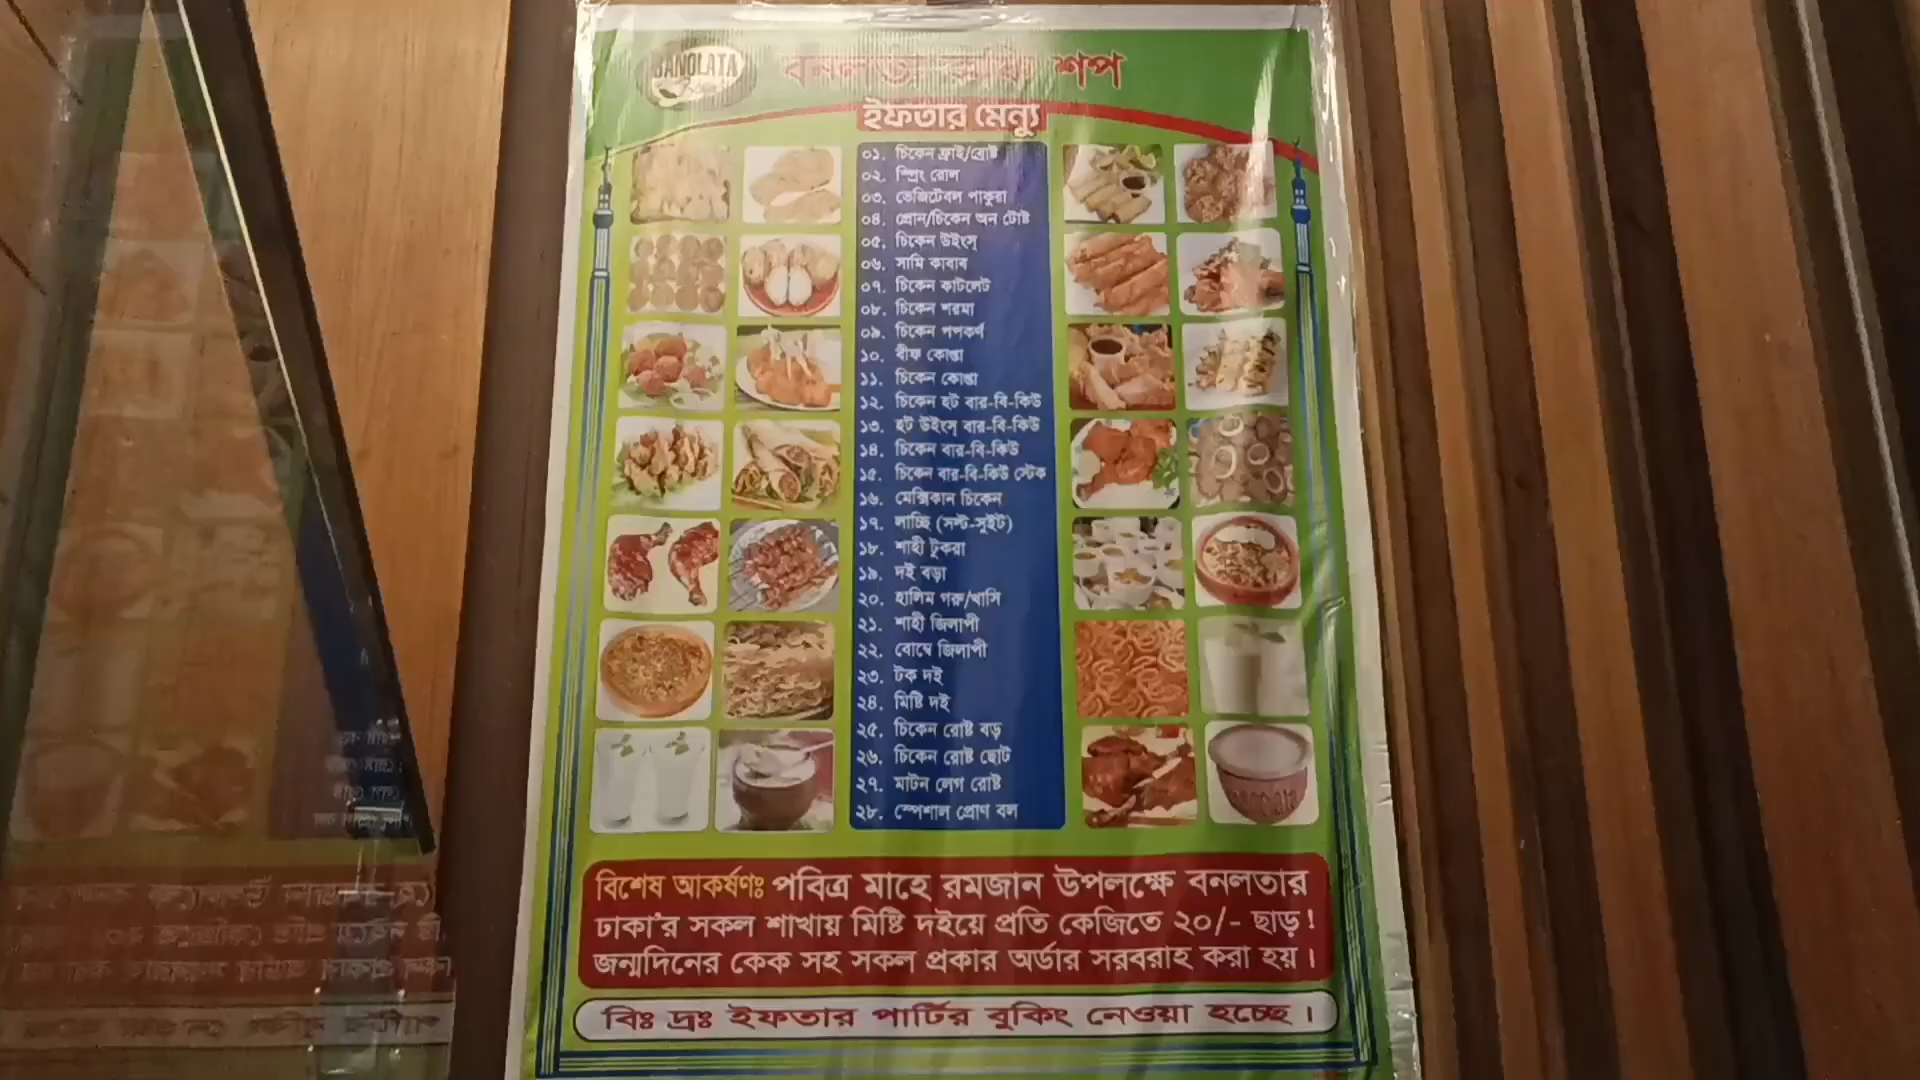 BANOLATA
বনলতা কফি শপ
ইফতার মেন্যু
০১. চিকেন ফ্রাই/ব্রোষ্ট
০২. স্প্রিং রোল
০৩. ভেজিটেবল পাকুরা
০৪. প্রোন/চিকেন অন টোষ্ট
০৫. চিকেন উইংস্
০৬. সামি কাবাব
০৭. চিকেন কাটলেট
০৮. চিকেন শরমা
০৯. চিকেন পপকর্ণ
১০. বীফ কোপ্তা
১১. চিকেন কোপ্তা
১২. চিকেন হট বার-বি-কিউ
১৩. হট উইংস্ বার-বি-কিউ
১৪. চিকেন বার-বি-কিউ
১৫. চিকেন বার-বি-কিউ স্টেক
১৬. মেক্সিকান চিকেন
১৭. লাচ্ছি (সল্ট-সুইট)
১৮. শাহী টুকরা
১৯. দই বড়া
২০. হালিম গরু/খাসি
২১. শাহী জিলাপী
২২. বোম্বে জিলাপী
২৩. টক দই
২৪. মিষ্টি দই
২৫. চিকেন রোষ্ট বড়
২৬. চিকেন রোষ্ট ছোট
২৭. মাটন লেগ রোষ্ট
২৮. স্পেশাল প্রোণ বল
বিশেষ আকর্ষণঃ পবিত্র মাহে রমজান উপলক্ষে বনলতার
ঢাকা'র সকল শাখায় মিষ্টি দইয়ে প্রতি কেজিতে ২০/- ছাড়!
জন্মদিনের কেক সহ সকল প্রকার অর্ডার সরবরাহ করা হয়।
বিঃ দ্রঃ ইফতার পার্টির বুকিং নেওয়া হচ্ছে।